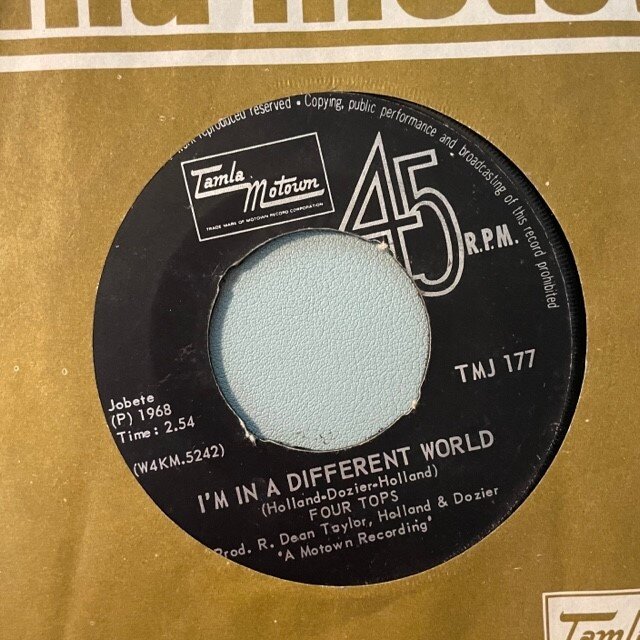 reproduced reserved • Copying, public performance and broadcasting of this record prohibited
Tamla Motown
TRADE MARK OF MOTOWN RECORD CORPORATION
45 R.P.M.
TMJ 177
Jobete
(P) 1968
Time: 2.54
(W4KM.5242)
I'M IN A DIFFERENT WORLD
(Holland-Dozier-Holland)
FOUR TOPS
Prod. R. Dean Taylor, Holland & Dozier
"A Motown Recording"